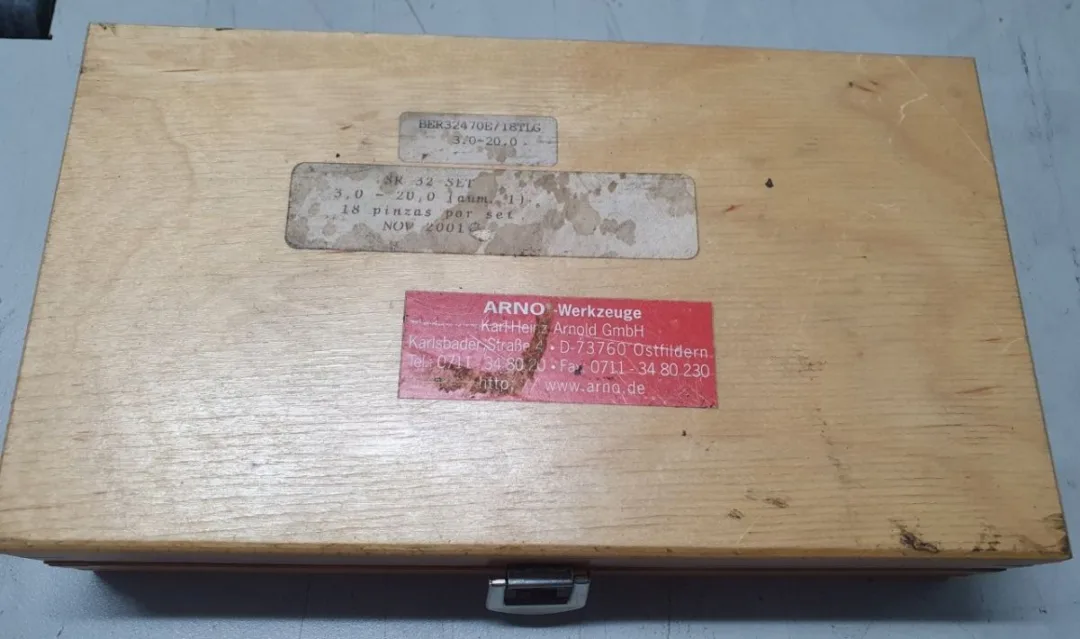 BER32470E/18TLG
3.0-20.0
SR 32 SET
3,0 - 20,0 (aum. 1)
18 pinzas por set
NOV 2001
ARNO -Werkzeuge
Karl-Heinz Arnold GmbH
Karlsbader Straße 4 • D-73760 Ostfildern
Tel. 0711 - 34 80 20 • Fax 0711 - 34 80 230
http: www.arno.de